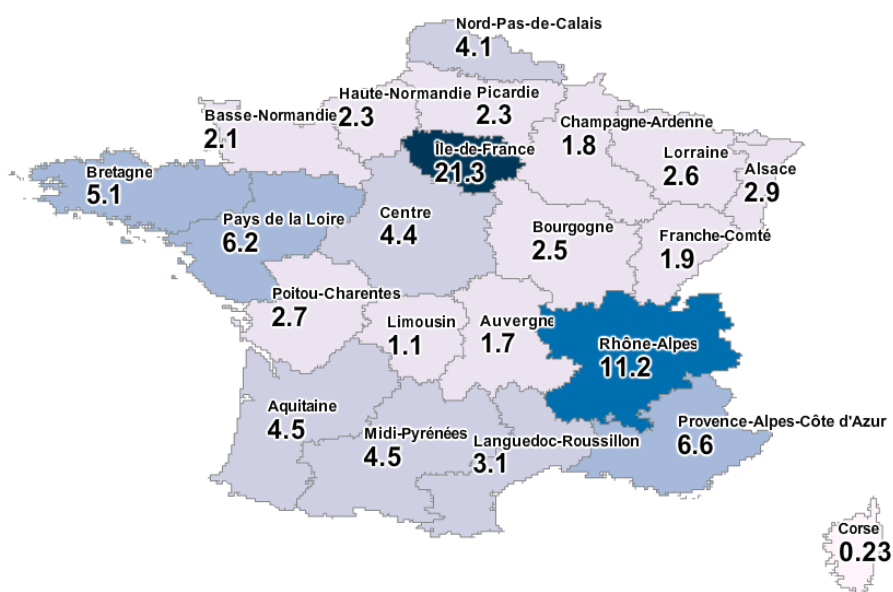 Nord-Pas-de-Calais
4.1
Haute-Normandie
2.3
Picardie
2.3
Basse-Normandie
2.1
Champagne-Ardenne
1.8
Île-de-France
21.3
Lorraine
2.6
Alsace
2.9
Bretagne
5.1
Pays de la Loire
6.2
Centre
4.4
Bourgogne
2.5
Franche-Comté
1.9
Poitou-Charentes
2.7
Limousin
1.1
Auvergne
1.7
Rhône-Alpes
11.2
Aquitaine
4.5
Midi-Pyrénées
4.5
Languedoc-Roussillon
3.1
Provence-Alpes-Côte d'Azur
6.6
Corse
0.23